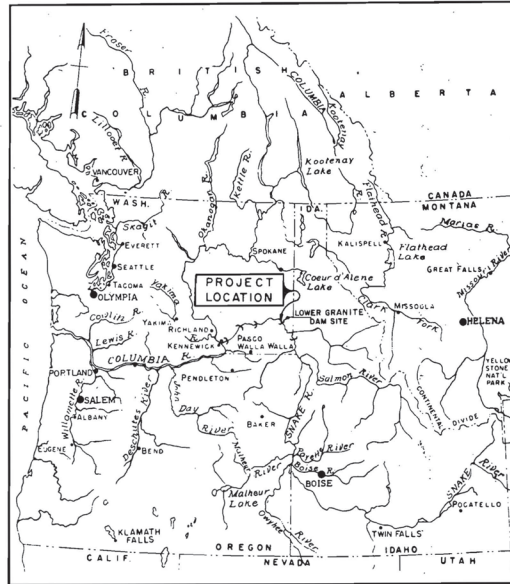 Fraser
R.
BRITISH
COLUMBIA
ALBERTA
COLUMBIA
Lillooet R.
Kootenay
R.
Kettle R.
Okanogan
R.
Kootenay
Lake
VANCOUVER
Flathead R.
CANADA
MONTANA
WASH.
IDA.
Skagit
R.
Marias R.
KALISPELL
Flathead
Lake
EVERETT
SPOKANE
SEATTLE
Coeur d'Alene
Lake
GREAT FALLS
Missouri River
PROJECT
LOCATION
TACOMA
OLYMPIA
Yakima
R.
Clark
Fork
MISSOULA
HELENA
LOWER GRANITE
DAM SITE
Cowlitz R.
YAKIMA
RICHLAND
KENNEWICK
PASCO
WALLA WALLA
Lewis R.
COLUMBIA R.
PORTLAND
PENDLETON
Salmon River
YELLOW
STONE
NAT'L
PARK
CONTINENTAL
DIVIDE
PACIFIC OCEAN
Willamette R.
SALEM
ALBANY
Deschutes River
John
Day
River
BAKER
SNAKE R.
EUGENE
BEND
Malheur River
Payette River
Boise R.
BOISE
Malheur
Lake
Owyhee
River
SNAKE
River
POCATELLO
TWIN FALLS
KLAMATH
FALLS
OREGON
IDAHO
CALIF.
NEVADA
UTAH